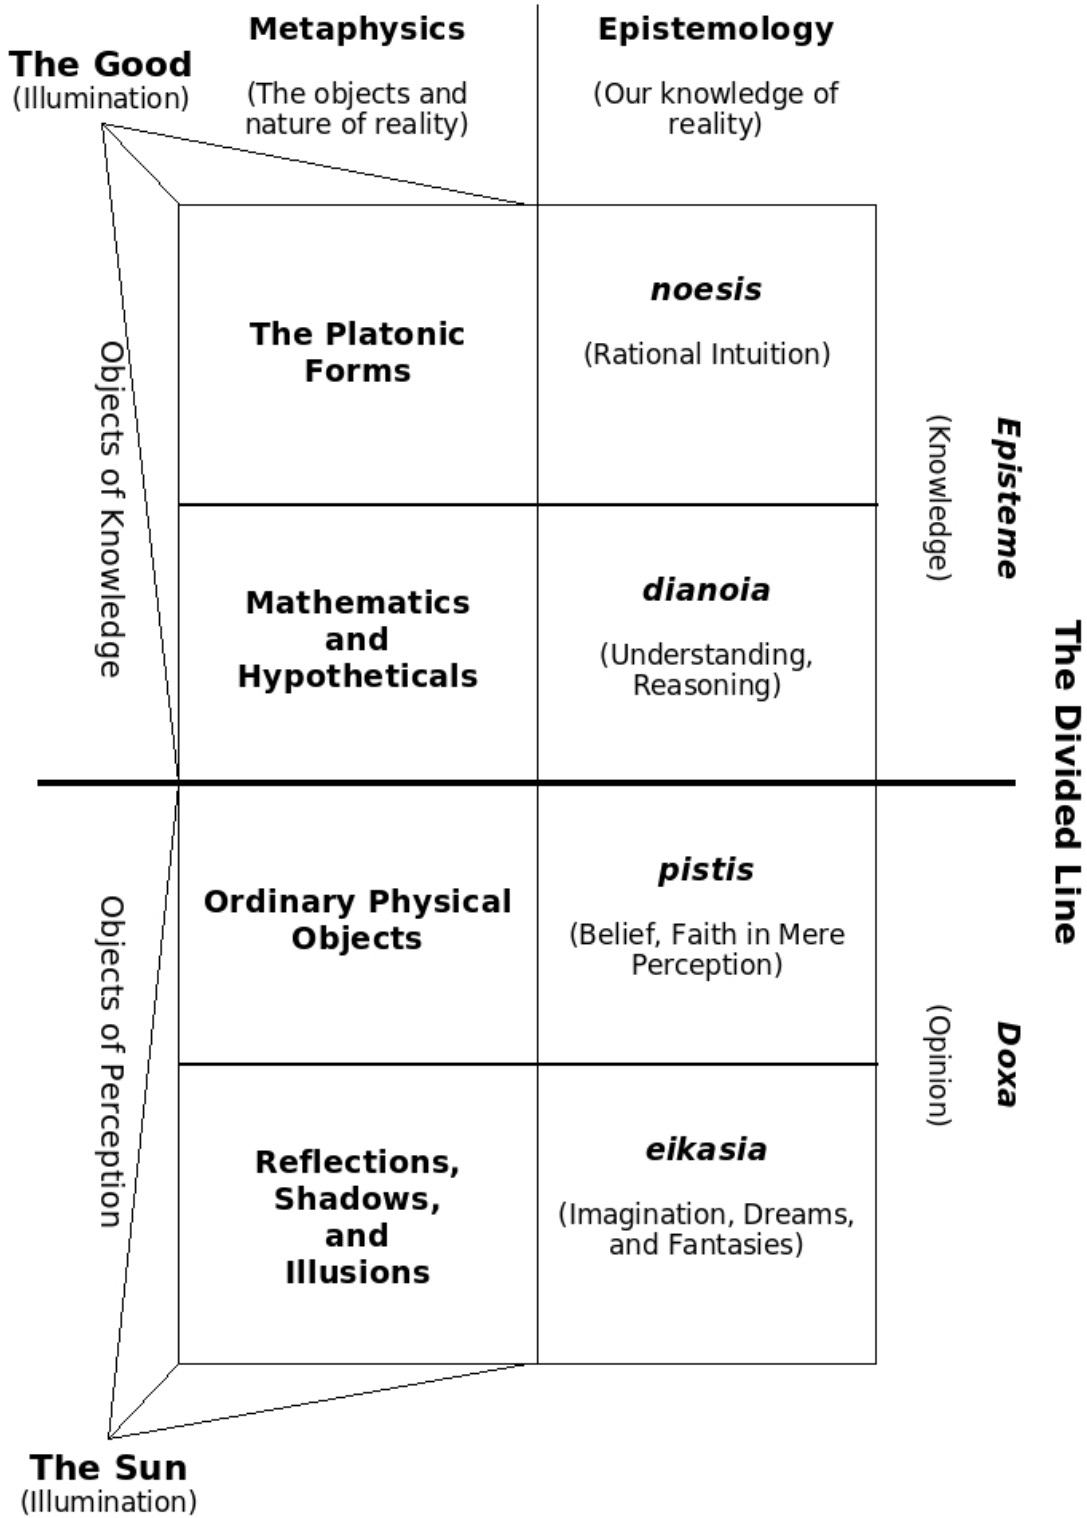 Metaphysics
(The objects and
nature of reality)
Epistemology
(Our knowledge of
reality)
The Good
(Illumination)
Objects of Knowledge
The Platonic
Forms
noesis
(Rational Intuition)
Mathematics
and
Hypotheticals
dianoia
(Understanding,
Reasoning)
(Knowledge)
Episteme
The Divided Line
Objects of Perception
Ordinary Physical
Objects
pistis
(Belief, Faith in Mere
Perception)
Reflections,
Shadows,
and
Illusions
eikasia
(Imagination, Dreams,
and Fantasies)
(Opinion)
Doxa
The Sun
(Illumination)